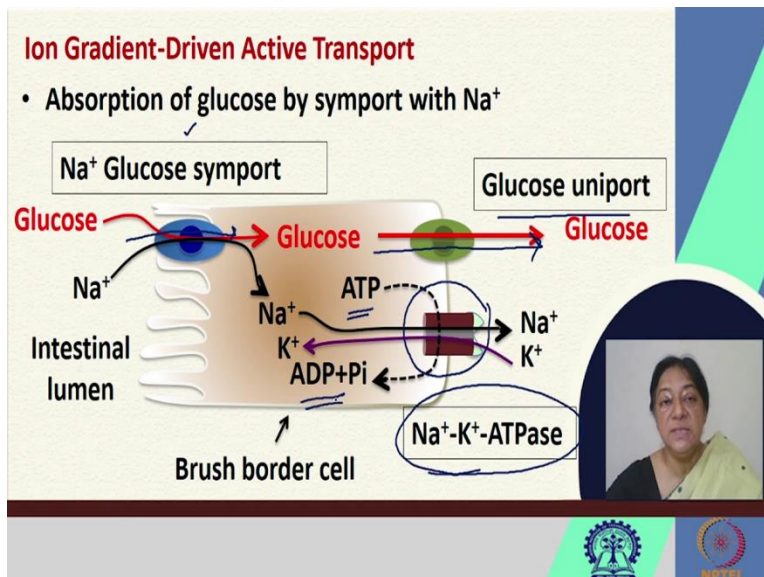 Ion Gradient-Driven Active Transport
• Absorption of glucose by symport with Na⁺
Na⁺ Glucose symport
Glucose uniport
Glucose
Glucose
Glucose
Na⁺
ATP
Na⁺
Na⁺
K⁺
K⁺
Intestinal
lumen
ADP+Pi
Na⁺-K⁺-ATPase
Brush border cell
NPTEL